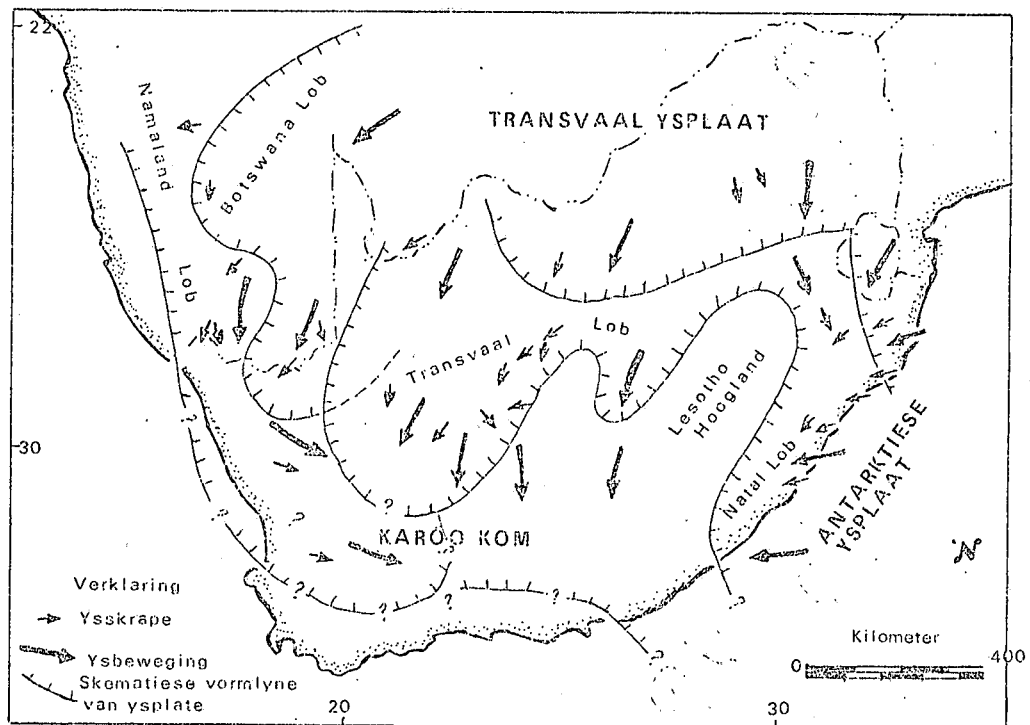 22
Namaland
Lob
Botswana Lob
TRANSVAAL YSPLAAT
Transvaal
Lob
Lesotho
Hoogland
Natal Lob
ANTARKTIESE
YSPLAAT
30
?
?
?
?
?
?
?
?
?
?
?
KAROO KOM
N
Verklaring
Ysskrape
Ysbeweging
Skematiese vormlyne
van ysplate
Kilometer
0
400
20
30